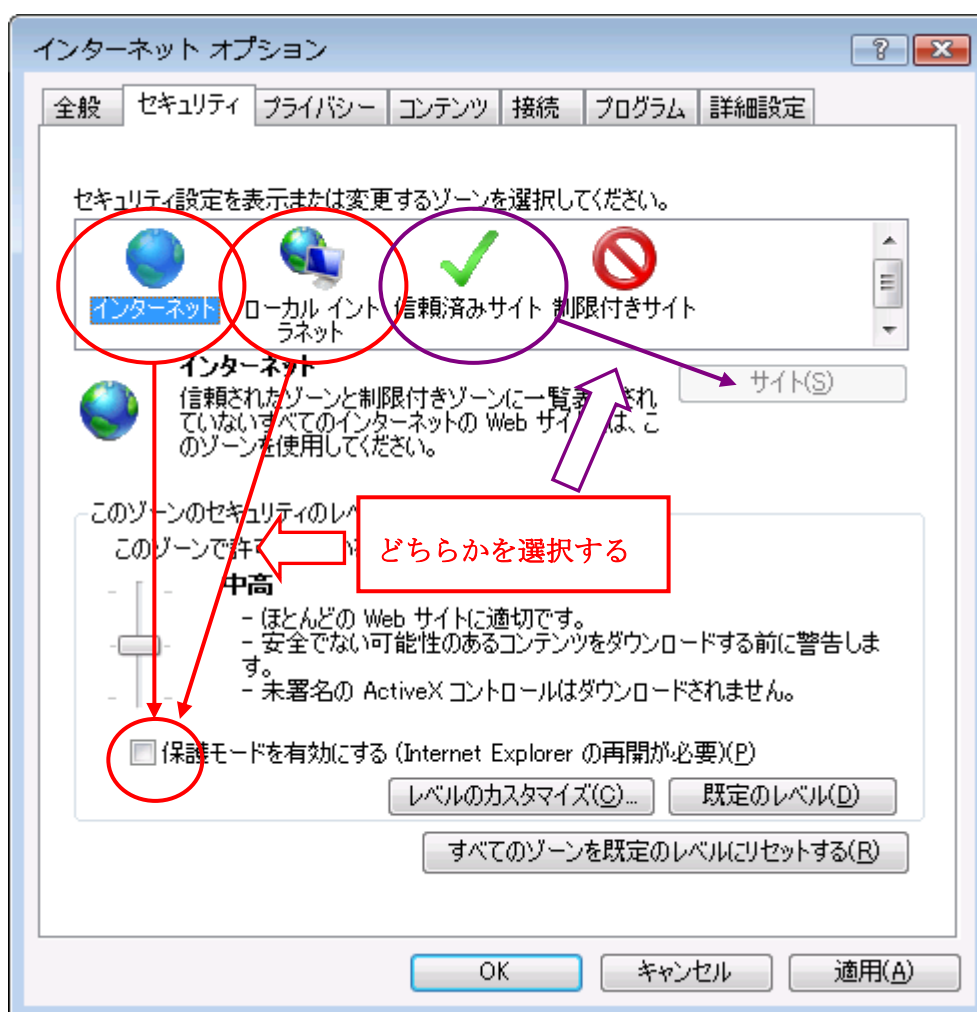 インターネット オプション
全般 セキュリティ プライバシー コンテンツ 接続 プログラム 詳細設定
セキュリティ設定を表示または変更するゾーンを選択してください。
インターネット
ローカル イント
ラネット
信頼済みサイト
制限付きサイト
インターネット
サイト(S)
信頼されたゾーンと制限付きゾーンに一覧表 され
ていないすべてのインターネットの Web サイ は、こ
のゾーンを使用してください。
このゾーンのセキュリティのレベ
このゾーンで許
どちらかを選択する
中高
- ほとんどの Web サイトに適切です。
- 安全でない可能性のあるコンテンツをダウンロードする前に警告しま
す。
- 未署名の ActiveX コントロールはダウンロードされません。
保護モードを有効にする (Internet Explorer の再開が必要)(P)
レベルのカスタマイズ(C)... 既定のレベル(D)
すべてのゾーンを既定のレベルにリセットする(R)
OK キャンセル 適用(A)